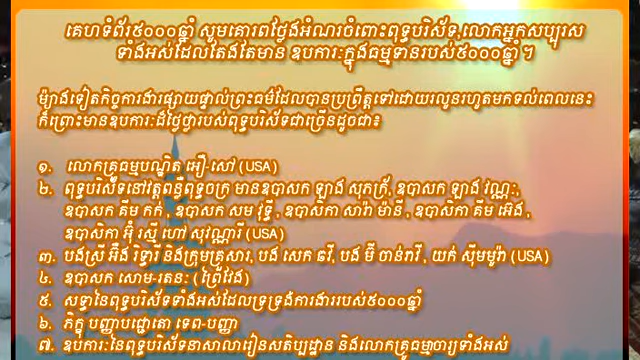 គេហទំព័រ៥០០០ឆ្នាំ សូមគោរពថ្លែងអំណរចំពោះពុទ្ធបរិស័ទ,លោកអ្នកសប្បុរស
ទាំងអស់ដែលតែងតែមាន ឧបការៈក្នុងធម្មទានរបស់៥០០០ឆ្នាំ។
ម៉្យាងទៀតកិច្ចការងារផ្សាយផ្ទាល់ព្រះធម៌ដែលបានប្រព្រឹត្តទៅដោយរលូនរហូតមកទល់ពេលនេះ
ក៏ព្រោះមានឧបការៈដ៏ថ្លៃថ្លារបស់ពុទ្ធបរិស័ទជាច្រើនដូចជា៖
១. លោកគ្រូធម្មបណ្ឌិត អឿ-សៅ (USA)
២. ពុទ្ធបរិស័ទនៅវត្តពន្លឺពុទ្ធចក្រ មានឧបាសក ឡាង សុភក្រ័, ឧបាសក ឡាង វណ្ណៈ,
ឧបាសក គីម កក់ , ឧបាសក សម វុទ្ធី , ឧបាសិកា សារ៉ា ម៉ានី , ឧបាសិកា គីម អេង ,
ឧបាសិកា អ៊ុំ រស្មី ហៅ សុវណ្ណារី (USA)
៣. បងស្រី អ៊ឹង រិទ្ធារី និងក្រុមគ្រួសារ, បង សេក ឆវី, បង ម៊ី ចាន់រាវី , យក់ ស៊ីមមូរ៉ា (USA)
៤. ឧបាសក សោម-រតនៈ (ព្រៃវែង)
៥. សទ្ធានៃពុទ្ធបរិស័ទទាំងអស់ដែលទ្រទ្រង់ការងាររបស់៥០០០ឆ្នាំ
៦. ភិក្ខុ បញ្ញាបជ្ជោតោ ទេព-បញ្ញា
៧. ឧបការៈនៃពុទ្ធបរិស័ទនាសាលារៀនសតិប្បដ្ឋាន និងលោកគ្រូធម្មាចារ្យទាំងអស់